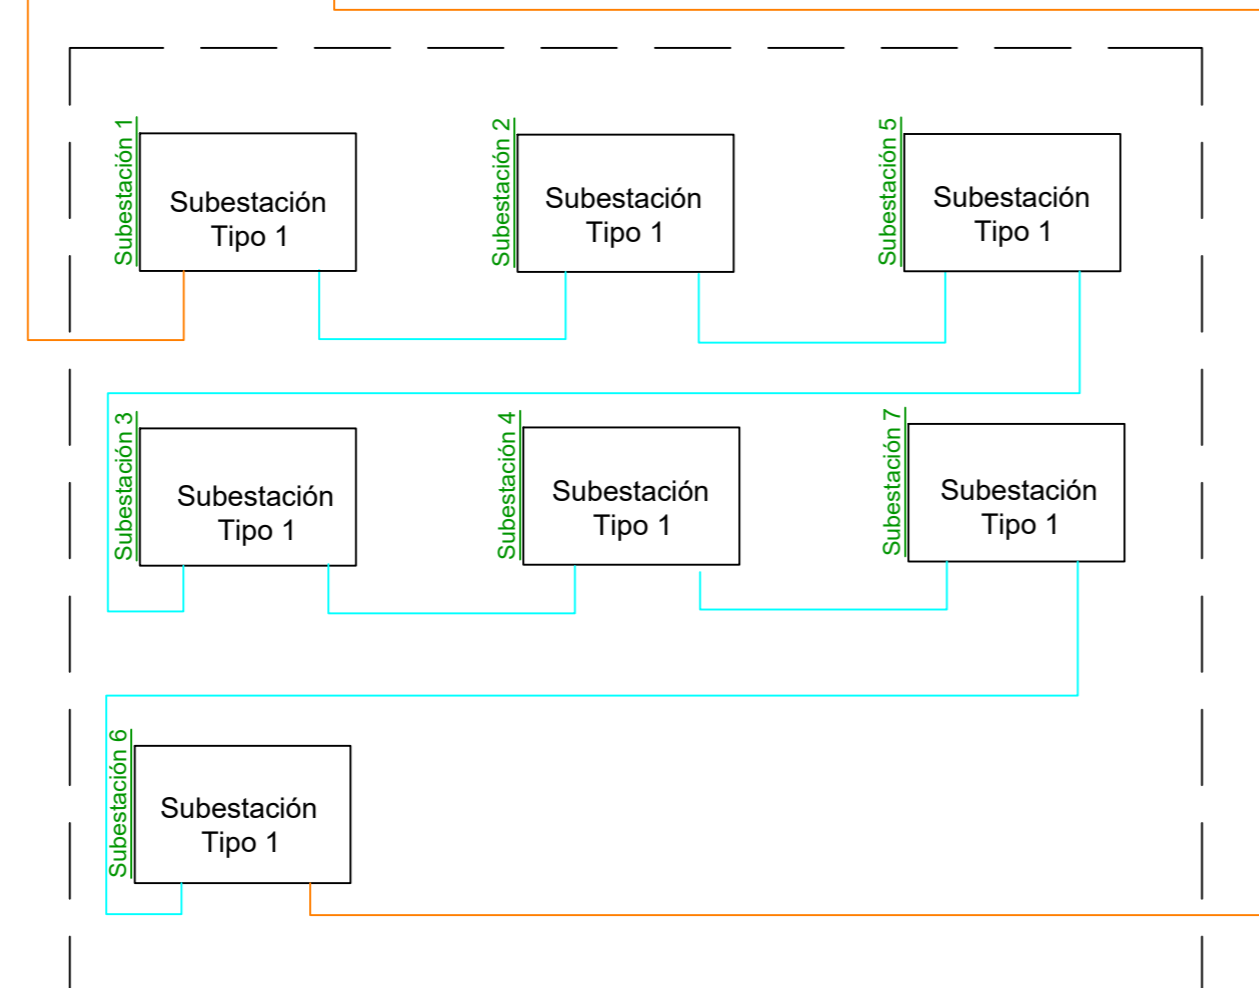 Subestación 1
Subestación
Tipo 1
Subestación 2
Subestación
Tipo 1
Subestación 5
Subestación
Tipo 1
Subestación 3
Subestación
Tipo 1
Subestación 4
Subestación
Tipo 1
Subestación 7
Subestación
Tipo 1
Subestación 6
Subestación
Tipo 1